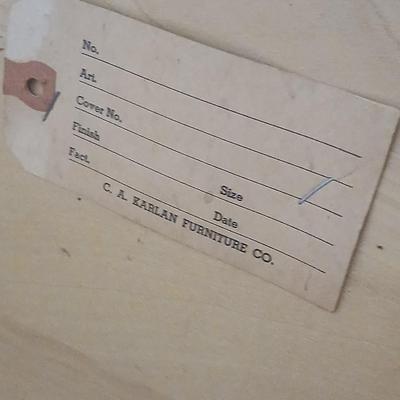 No.
Art.
Cover No.
Finish Size
Fact. Date
C. A. KARLAN FURNITURE CO.